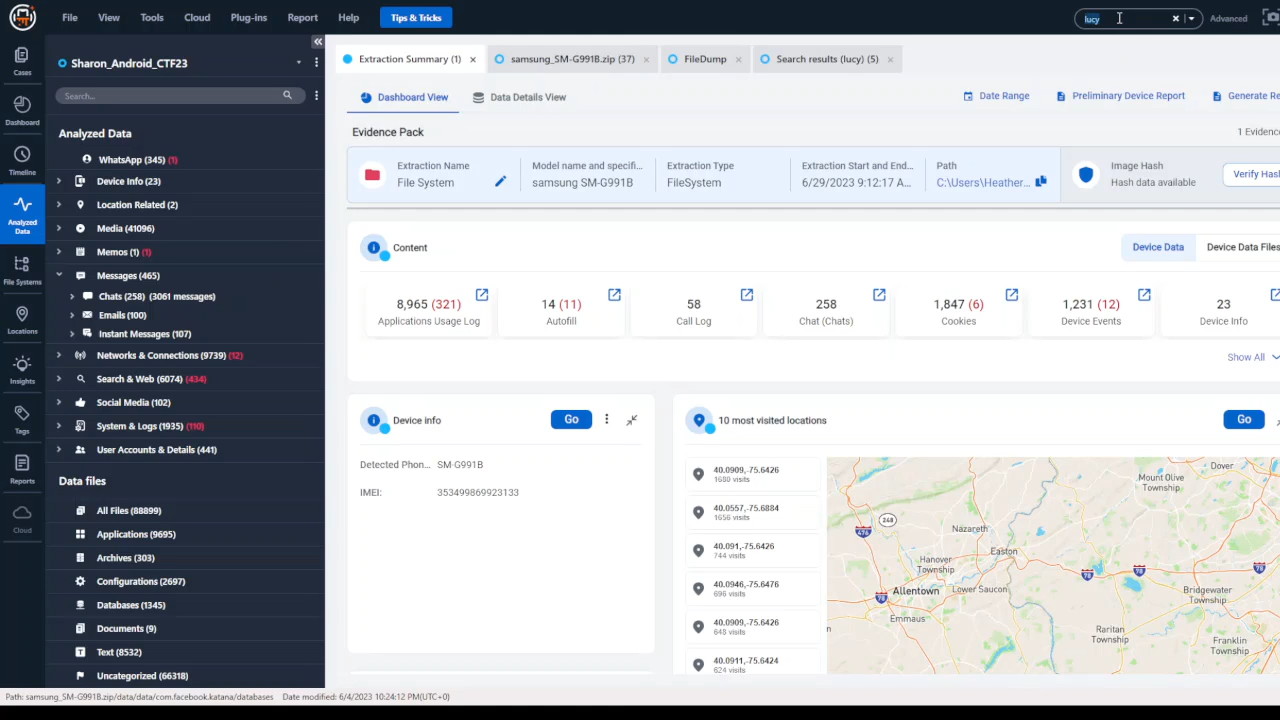 File View Tools Cloud Plug-ins Report Help Tips & Tricks lucy Advanced
Cases
Dashboard
Timeline
Analyzed Data
File Systems
Locations
Insights
Tags
Reports
Cloud
Sharon_Android_CTF23
Search...
Analyzed Data
WhatsApp (345) (1)
Device Info (23)
Location Related (2)
Media (41096)
Memos (1) (1)
Messages (465)
Chats (258) (3061 messages)
Emails (100)
Instant Messages (107)
Networks & Connections (9739) (12)
Search & Web (6074) (434)
Social Media (102)
System & Logs (1935) (110)
User Accounts & Details (441)
Data files
All Files (88899)
Applications (9695)
Archives (303)
Configurations (2697)
Databases (1345)
Documents (9)
Text (8532)
Uncategorized (66318)
Extraction Summary (1) samsung_SM-G991B.zip (37) FileDump Search results (lucy) (5)
Dashboard View Data Details View Date Range Preliminary Device Report Generate Re
Evidence Pack 1 Evidenc
Extraction Name Model name and specifi... Extraction Type Extraction Start and End... Path Image Hash
File System samsung SM-G991B FileSystem 6/29/2023 9:12:17 A... C:\Users\Heather... Hash data available Verify Hash
Content Device Data Device Data Files
8,965 (321) 14 (11) 58 258 1,847 (6) 1,231 (12) 23
Applications Usage Log Autofill Call Log Chat (Chats) Cookies Device Events Device Info
Show All
Device info Go
Detected Phon... SM-G991B
IMEI: 353499869923133
10 most visited locations Go
40.0909,-75.6426
1680 visits
40.0557,-75.6884
1656 visits
40.091,-75.6426
744 visits
40.0946,-75.6476
696 visits
40.0909,-75.6426
648 visits
40.0911,-75.6424
624 visits
Dover
Mount Olive
Township
248
476
Nazareth
Hanover
Township
Easton
78
78
78
Allentown
Lower Saucon
Bridgewater
Township
78
Emmaus
Raritan
Township
Franklin
Township
Path: samsung_SM-G991B.zip/data/data/com.facebook.katana/databases Date modified: 6/4/2023 10:24:12 PM(UTC+0)